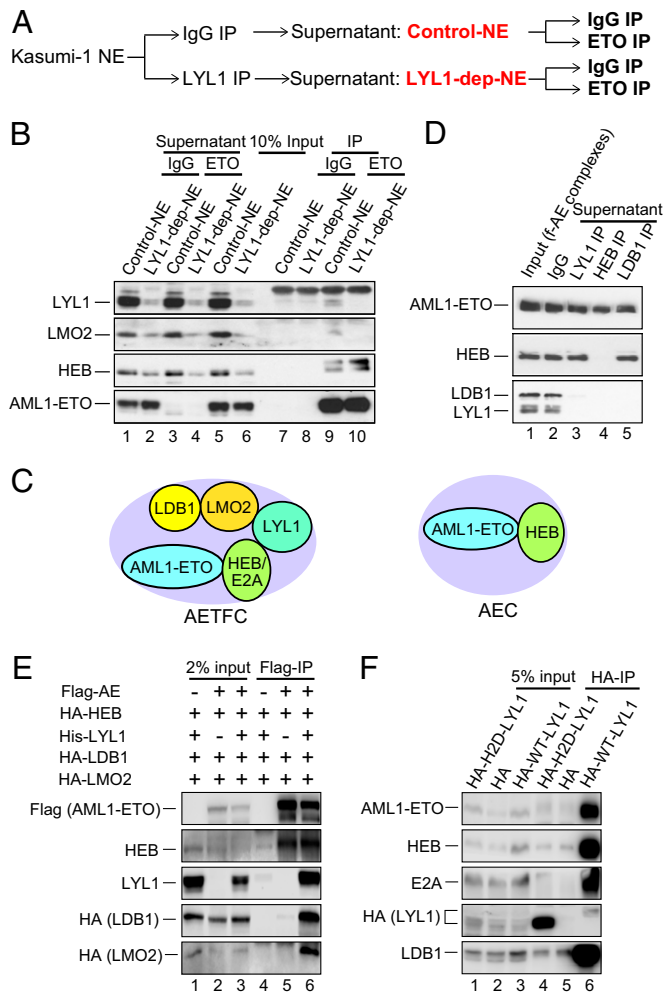 A
Kasumi-1 NE
IgG IP
Supernatant: Control-NE
IgG IP
ETO IP
LYL1 IP
Supernatant: LYL1-dep-NE
IgG IP
ETO IP
B
Supernatant 10% Input IP
IgG ETO IgG ETO
Control-NE
LYL1-dep-NE
Control-NE
LYL1-dep-NE
Control-NE
LYL1-dep-NE
Control-NE
LYL1-dep-NE
Control-NE
LYL1-dep-NE
LYL1
LMO2
HEB
AML1-ETO
1 2 3 4 5 6 7 8 9 10
D
Input (f-AE complexes)
Supernatant
IgG
LYL1 IP
HEB IP
LDB1 IP
AML1-ETO
HEB
LDB1
LYL1
1 2 3 4 5
C
LDB1
LMO2
LYL1
AML1-ETO
HEB/
E2A
AETFC
AML1-ETO
HEB
AEC
E
2% input Flag-IP
Flag-AE - + + - + +
HA-HEB + + + + + +
His-LYL1 + - + + - +
HA-LDB1 + + + + + +
HA-LMO2 + + + + + +
Flag (AML1-ETO)
HEB
LYL1
HA (LDB1)
HA (LMO2)
1 2 3 4 5 6
F
5% input HA-IP
HA-H2D-LYL1
HA
HA-WT-LYL1
HA-H2D-LYL1
HA
HA-WT-LYL1
AML1-ETO
HEB
E2A
HA (LYL1)
LDB1
1 2 3 4 5 6